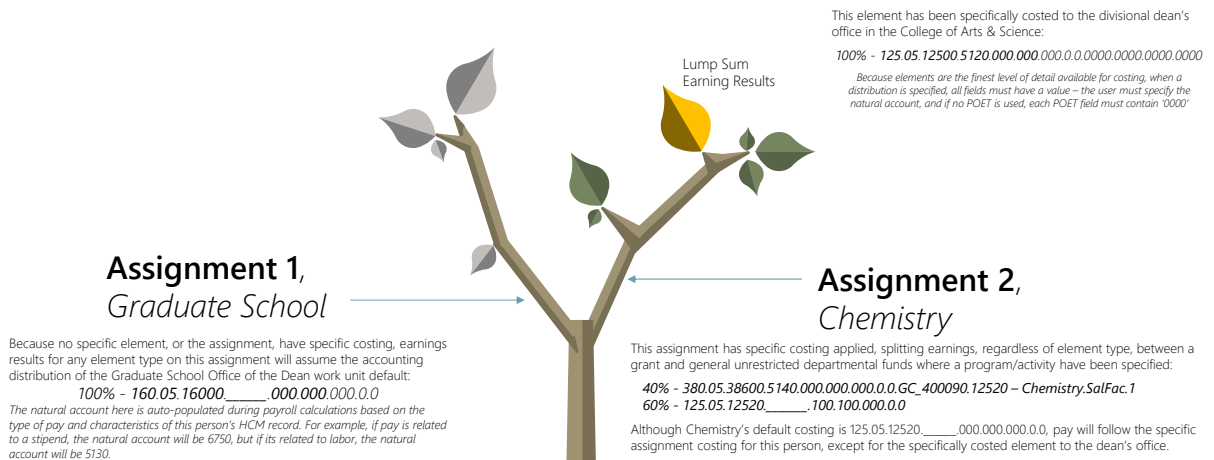 This element has been specifically costed to the divisional dean's
office in the College of Arts & Science:
100% - 125.05.12500.5120.000.000.000.0.0.0000.0000.0000.0000
Because elements are the finest level of detail available for costing, when a
distribution is specified, all fields must have a value – the user must specify the
natural account, and if no POET is used, each POET field must contain '0000'
Lump Sum
Earning Results
Assignment 1,
Graduate School
Because no specific element, or the assignment, have specific costing, earnings
results for any element type on this assignment will assume the accounting
distribution of the Graduate School Office of the Dean work unit default:
100% - 160.05.16000.______.000.000.000.0.0
The natural account here is auto-populated during payroll calculations based on the
type of pay and characteristics of this person's HCM record. For example, if pay is related
to a stipend, the natural account will be 6750, but if its related to labor, the natural
account will be 5130.
Assignment 2,
Chemistry
This assignment has specific costing applied, splitting earnings, regardless of element type, between a
grant and general unrestricted departmental funds where a program/activity have been specified:
40% - 380.05.38600.5140.000.000.000.0.0.GC_400090.12520 – Chemistry.SalFac.1
60% - 125.05.12520.______.100.100.000.0.0
Although Chemistry's default costing is 125.05.12520._____.000.000.000.0.0, pay will follow the specific
assignment costing for this person, except for the specifically costed element to the dean's office.